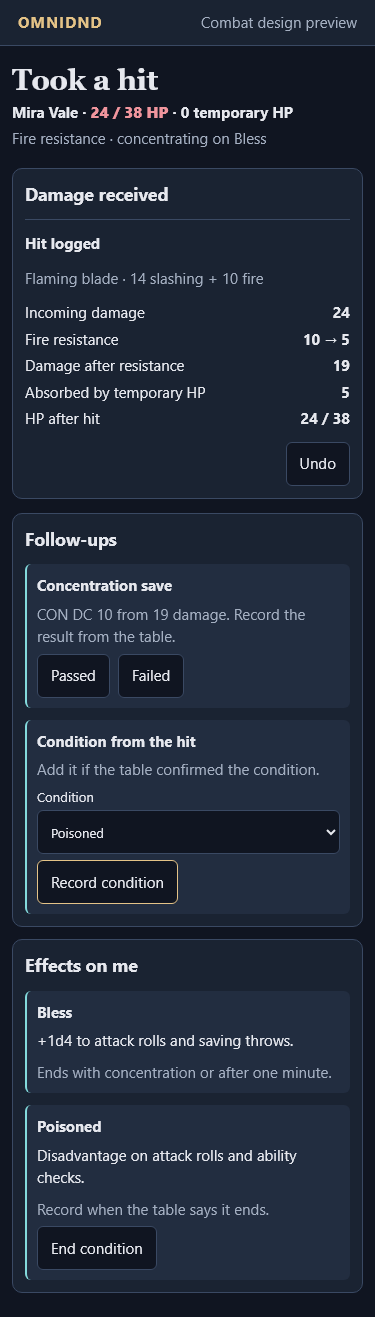 OMNIDND
Combat design preview
Took a hit
Mira Vale · 24 / 38 HP · 0 temporary HP
Fire resistance · concentrating on Bless
Damage received
Hit logged
Flaming blade · 14 slashing + 10 fire
Incoming damage 24
Fire resistance 10 → 5
Damage after resistance 19
Absorbed by temporary HP 5
HP after hit 24 / 38
Undo
Follow-ups
Concentration save
CON DC 10 from 19 damage. Record the
result from the table.
Passed Failed
Condition from the hit
Add it if the table confirmed the condition.
Condition
Poisoned
Record condition
Effects on me
Bless
+1d4 to attack rolls and saving throws.
Ends with concentration or after one minute.
Poisoned
Disadvantage on attack rolls and ability
checks.
Record when the table says it ends.
End condition